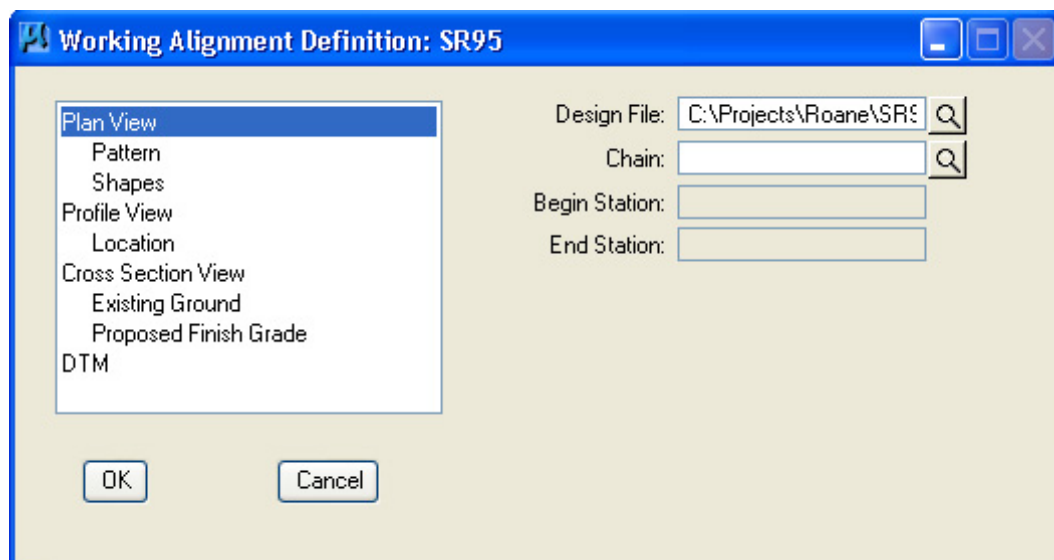 Working Alignment Definition: SR95
Plan View
Pattern
Shapes
Profile View
Location
Cross Section View
Existing Ground
Proposed Finish Grade
DTM
Design File: C:\Projects\Roane\SR9
Chain:
Begin Station:
End Station:
OK Cancel